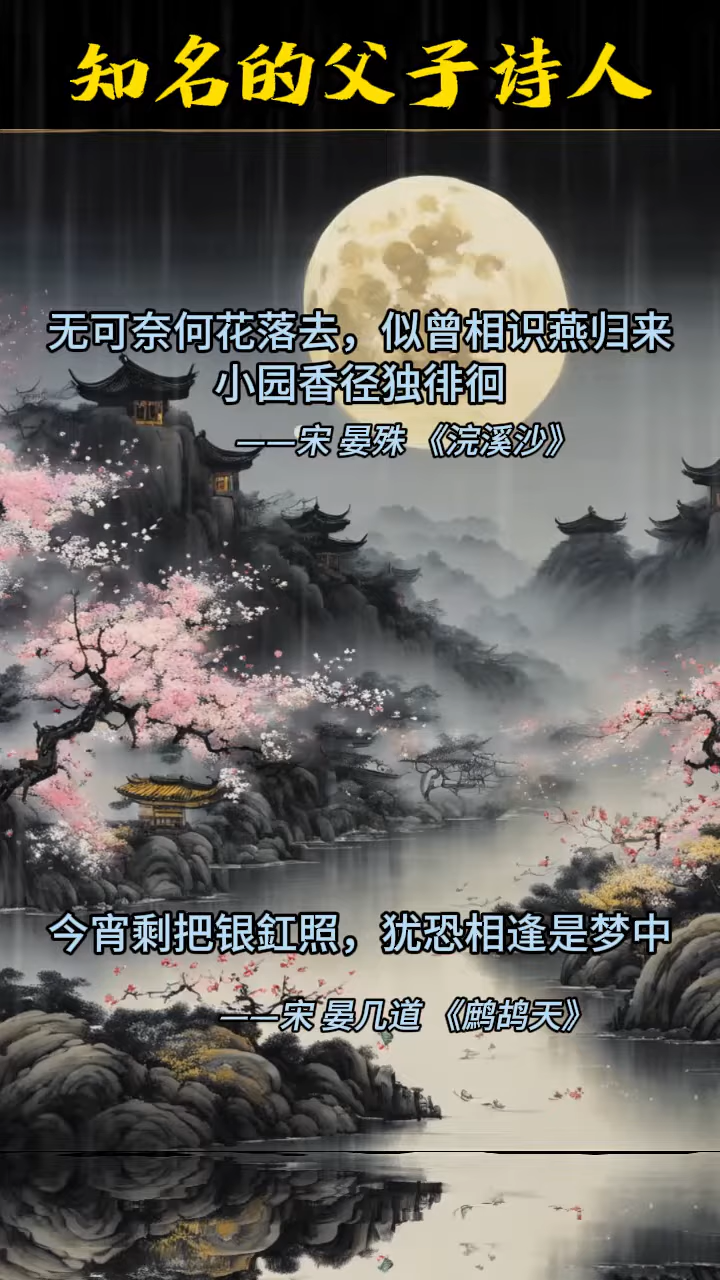 知名的父子诗人
无可奈何花落去，似曾相识燕归来
小园香径独徘徊
——宋 晏殊 《浣溪沙》
今宵剩把银釭照，犹恐相逢是梦中
——宋 晏几道 《鹧鸪天》